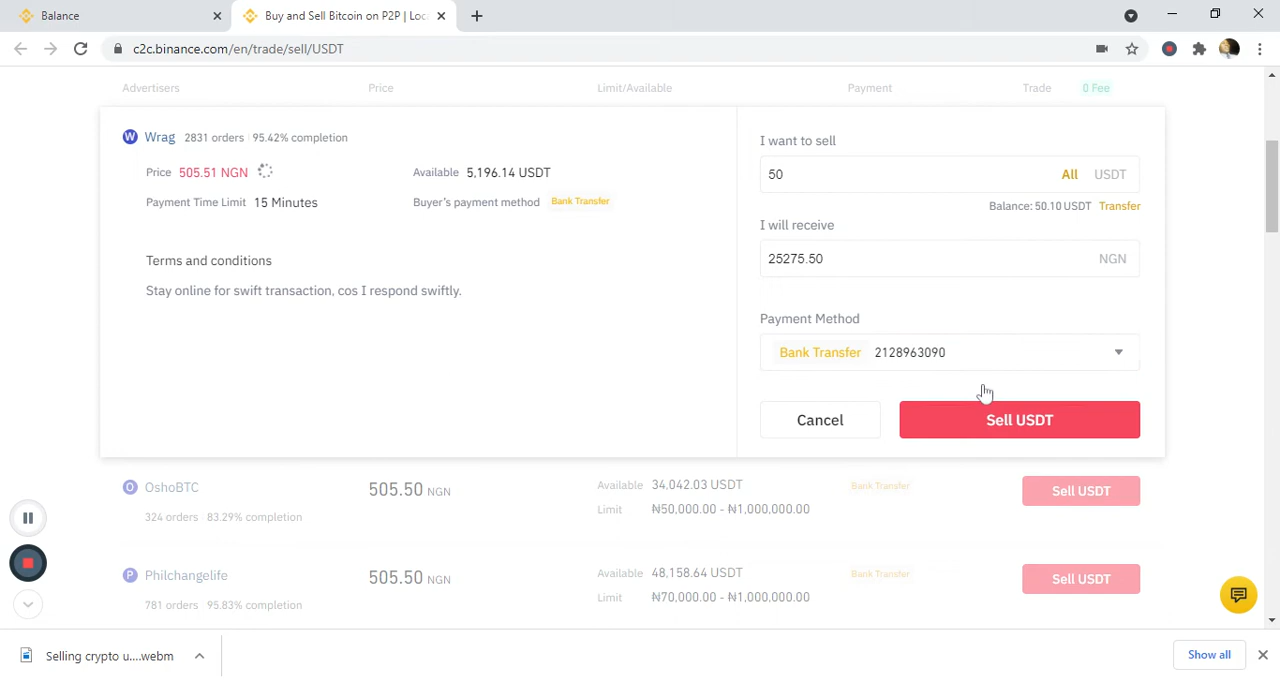 Balance
Buy and Sell Bitcoin on P2P | Loc
c2c.binance.com/en/trade/sell/USDT
Advertisers Price Limit/Available Payment Trade 0 Fee
W Wrag 2831 orders 95.42% completion
Price 505.51 NGN Available 5,196.14 USDT
Payment Time Limit 15 Minutes Buyer's payment method Bank Transfer
Terms and conditions
Stay online for swift transaction, cos I respond swiftly.
I want to sell
50 All USDT
Balance: 50.10 USDT Transfer
I will receive
25275.50 NGN
Payment Method
Bank Transfer 2128963090
Cancel Sell USDT
O OshoBTC 505.50 NGN Available 34,042.03 USDT Bank Transfer Sell USDT
324 orders 83.29% completion Limit ₦50,000.00 - ₦1,000,000.00
P Philchangelife 505.50 NGN Available 48,158.64 USDT Bank Transfer Sell USDT
781 orders 95.83% completion Limit ₦70,000.00 - ₦1,000,000.00
Selling crypto u....webm Show all